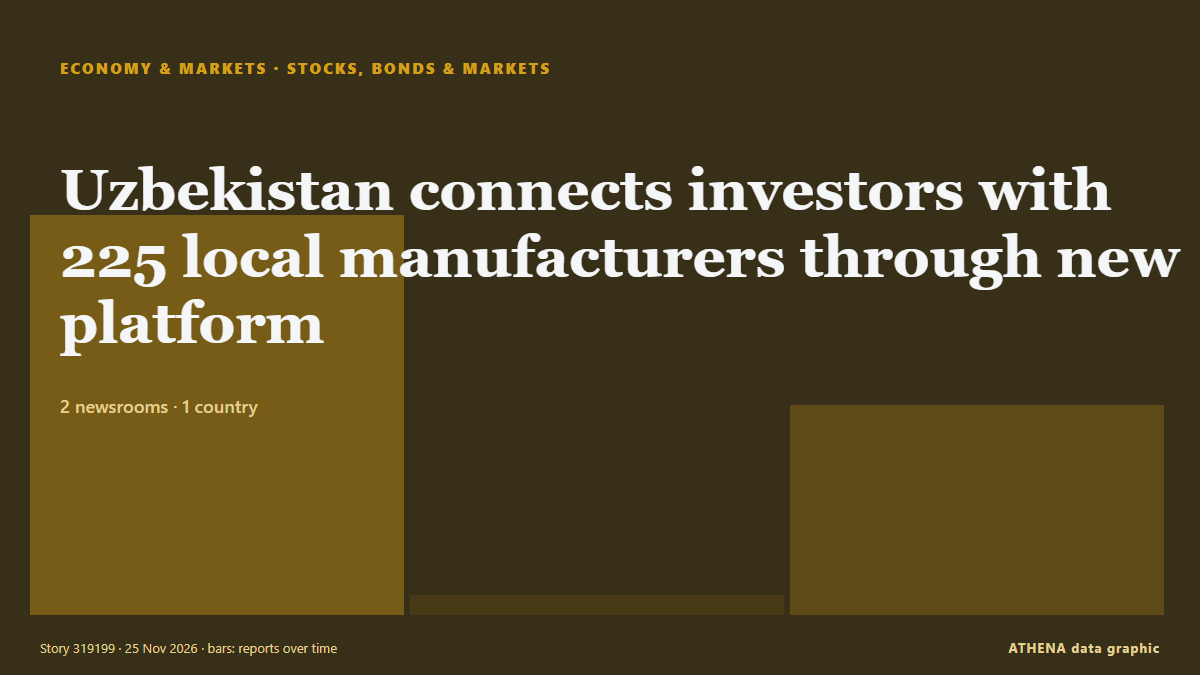 ECONOMY & MARKETS · STOCKS, BONDS & MARKETS
Uzbekistan connects investors with
225 local manufacturers through new
platform
2 newsrooms · 1 country
Story 319199 · 25 Nov 2026 · bars: reports over time
ATHENA data graphic